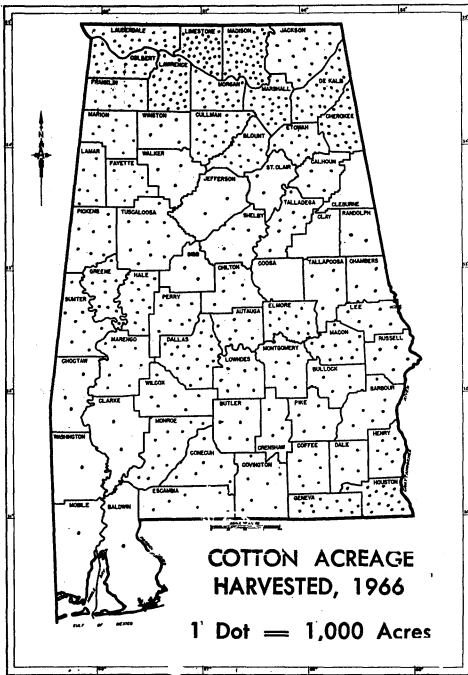 LAUDERDALE
LIMESTONE
MADISON
JACKSON
COLBERT
LAWRENCE
FRANKLIN
MORGAN
MARSHALL
DE KALB
MARION
WINSTON
CULLMAN
BLOUNT
ETOWAH
CHEROKEE
LAMAR
FAYETTE
WALKER
JEFFERSON
ST. CLAIR
CALHOUN
TALLADEGA
CLEBURNE
PICKENS
TUSCALOOSA
SHELBY
CLAY
RANDOLPH
BIBB
GREENE
HALE
CHILTON
COOSA
TALLAPOOSA
CHAMBERS
SUMTER
PERRY
AUTAUGA
ELMORE
LEE
MARENGO
DALLAS
MACON
RUSSELL
CHOCTAW
LOWNDES
MONTGOMERY
BULLOCK
WILCOX
BARBOUR
CLARKE
BUTLER
PIKE
MONROE
WASHINGTON
CONECUH
CRENSHAW
COFFEE
DALE
HENRY
COVINGTON
ESCAMBIA
GENEVA
HOUSTON
MOBILE
BALDWIN
GULF OF MEXICO
COTTON ACREAGE
HARVESTED, 1966
1 Dot = 1,000 Acres